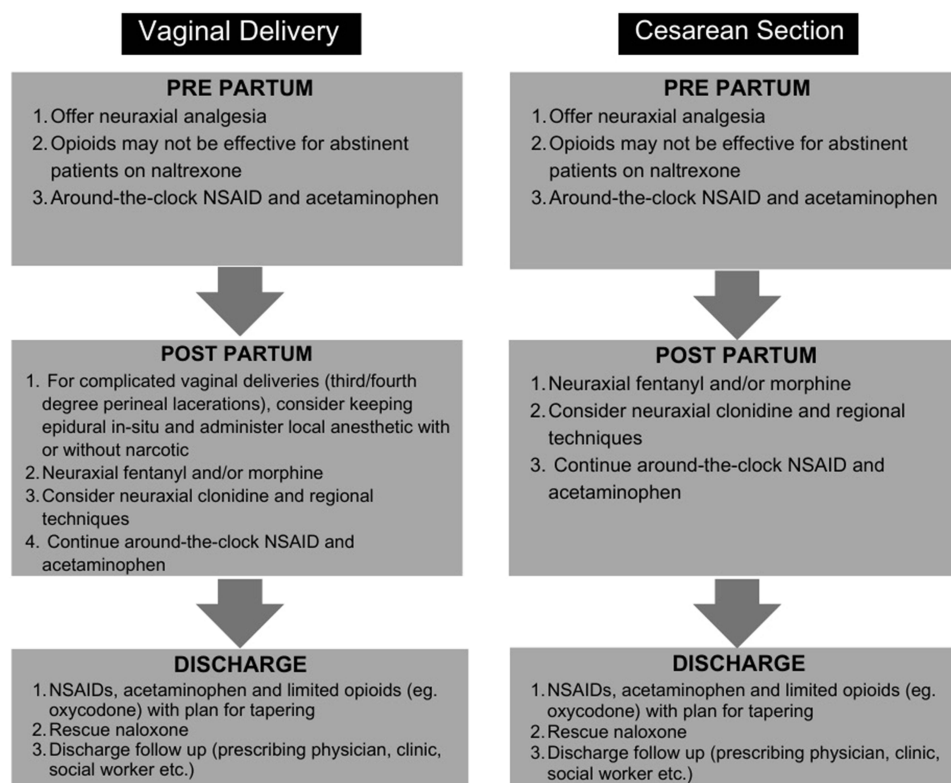 Vaginal Delivery
PRE PARTUM
1. Offer neuraxial analgesia
2. Opioids may not be effective for abstinent
patients on naltrexone
3. Around-the-clock NSAID and acetaminophen
POST PARTUM
1. For complicated vaginal deliveries (third/fourth
degree perineal lacerations), consider keeping
epidural in-situ and administer local anesthetic with
or without narcotic
2. Neuraxial fentanyl and/or morphine
3. Consider neuraxial clonidine and regional
techniques
4. Continue around-the-clock NSAID and
acetaminophen
DISCHARGE
1. NSAIDs, acetaminophen and limited opioids (eg.
oxycodone) with plan for tapering
2. Rescue naloxone
3. Discharge follow up (prescribing physician, clinic,
social worker etc.)
Cesarean Section
PRE PARTUM
1. Offer neuraxial analgesia
2. Opioids may not be effective for abstinent
patients on naltrexone
3. Around-the-clock NSAID and acetaminophen
POST PARTUM
1. Neuraxial fentanyl and/or morphine
2. Consider neuraxial clonidine and regional
techniques
3. Continue around-the-clock NSAID and
acetaminophen
DISCHARGE
1. NSAIDs, acetaminophen and limited opioids (eg.
oxycodone) with plan for tapering
2. Rescue naloxone
3. Discharge follow up (prescribing physician, clinic,
social worker etc.)